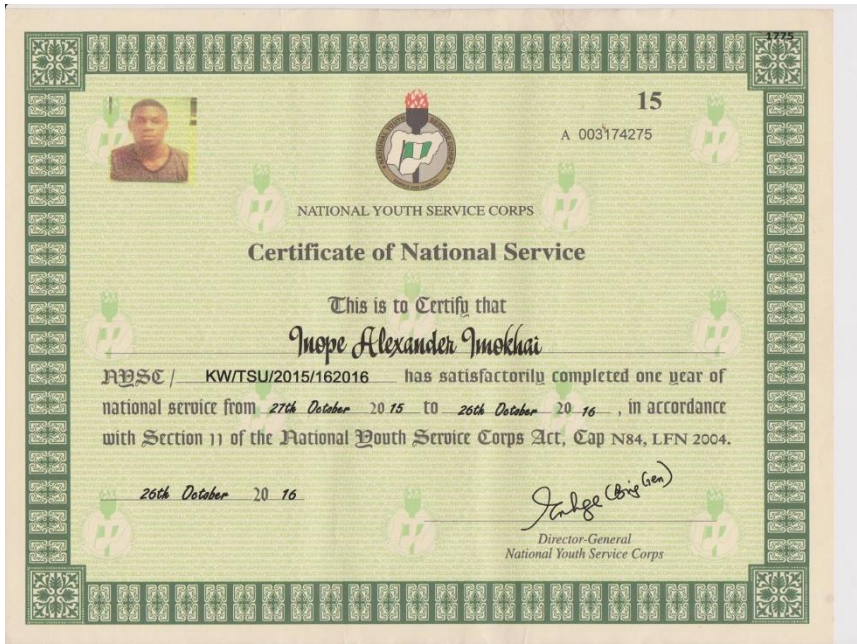 1775
15
A 003174275
NATIONAL YOUTH SERVICE CORPS
Certificate of National Service
This is to Certify that
Inope Alexander Imokhai
NYSC / KW/TSU/2015/162016 has satisfactorily completed one year of
national service from 27th October 20 15 to 26th October 20 16 , in accordance
with Section 11 of the National Youth Service Corps Act, Cap N84, LFN 2004.
26th October 20 16
(Brig Gen)
Director-General
National Youth Service Corps